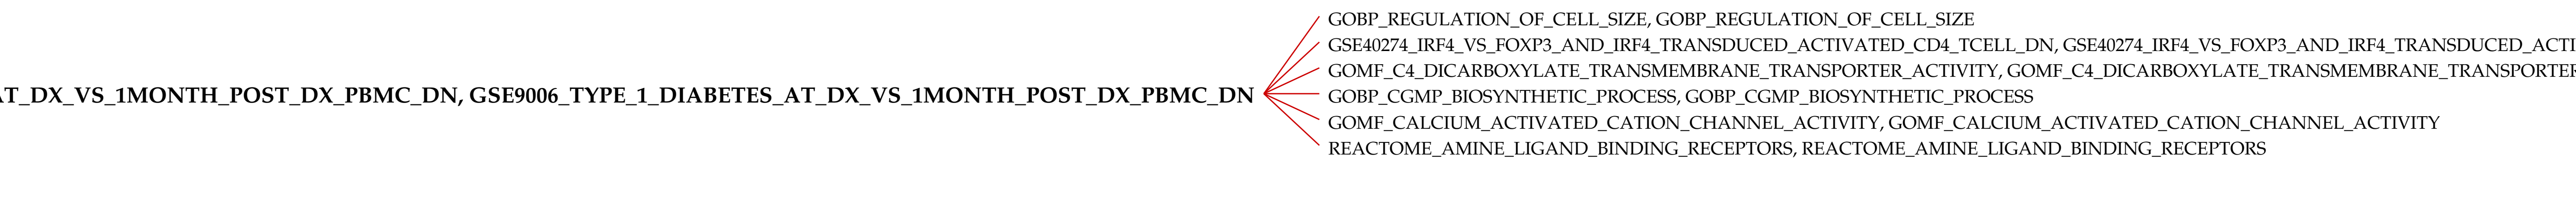 GOBP_REGULATION_OF_CELL_SIZE, GOBP_REGULATION_OF_CELL_SIZE
GSE40274_IRF4_VS_FOXP3_AND_IRF4_TRANSDUCED_ACTIVATED_CD4_TCELL_DN, GSE40274_IRF4_VS_FOXP3_AND_IRF4_TRANSDUCED_ACTI
GOMF_C4_DICARBOXYLATE_TRANSMEMBRANE_TRANSPORTER_ACTIVITY, GOMF_C4_DICARBOXYLATE_TRANSMEMBRANE_TRANSPORTER
AT_DX_VS_1MONTH_POST_DX_PBMC_DN, GSE9006_TYPE_1_DIABETES_AT_DX_VS_1MONTH_POST_DX_PBMC_DN
GOBP_CGMP_BIOSYNTHETIC_PROCESS, GOBP_CGMP_BIOSYNTHETIC_PROCESS
GOMF_CALCIUM_ACTIVATED_CATION_CHANNEL_ACTIVITY, GOMF_CALCIUM_ACTIVATED_CATION_CHANNEL_ACTIVITY
REACTOME_AMINE_LIGAND_BINDING_RECEPTORS, REACTOME_AMINE_LIGAND_BINDING_RECEPTORS